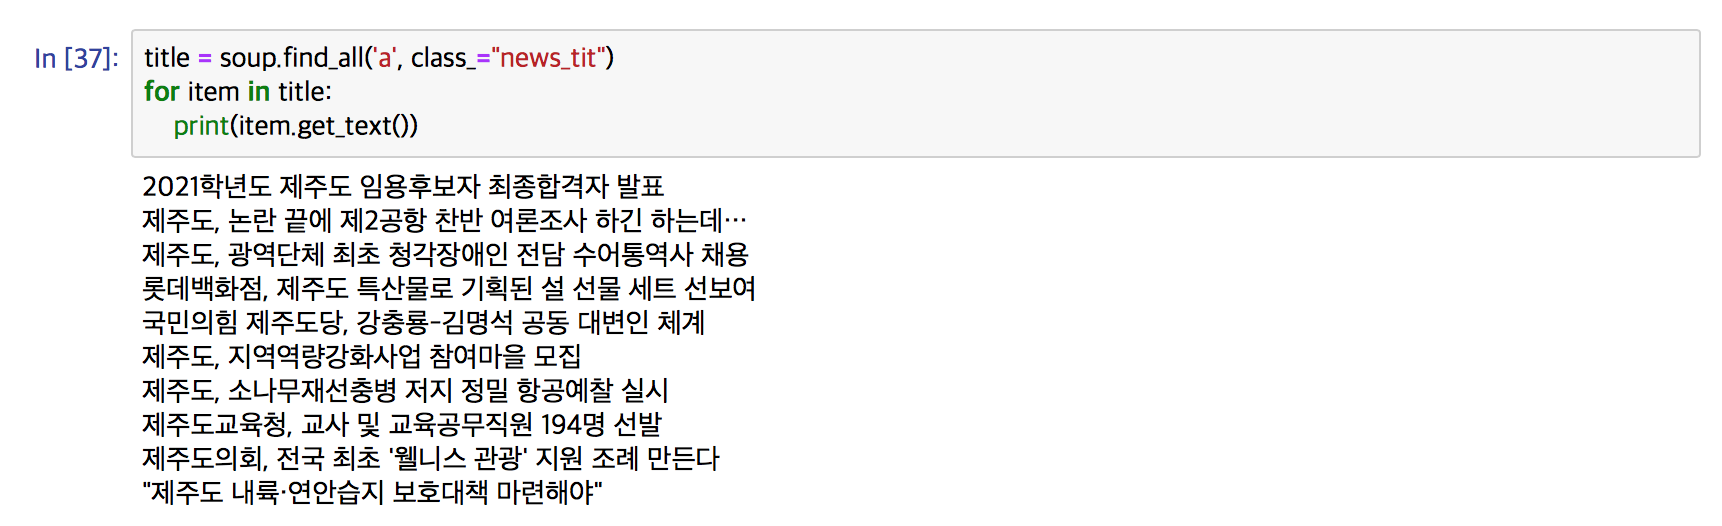 In [37]: title = soup.find_all('a', class_="news_tit")
for item in title:
    print(item.get_text())
2021학년도 제주도 임용후보자 최종합격자 발표
제주도, 논란 끝에 제2공항 찬반 여론조사 하긴 하는데…
제주도, 광역단체 최초 청각장애인 전담 수어통역사 채용
롯데백화점, 제주도 특산물로 기획된 설 선물 세트 선보여
국민의힘 제주도당, 강충룡-김명석 공동 대변인 체계
제주도, 지역역량강화사업 참여마을 모집
제주도, 소나무재선충병 저지 정밀 항공예찰 실시
제주도교육청, 교사 및 교육공무직원 194명 선발
제주도의회, 전국 최초 '웰니스 관광' 지원 조례 만든다
"제주도 내륙·연안습지 보호대책 마련해야"